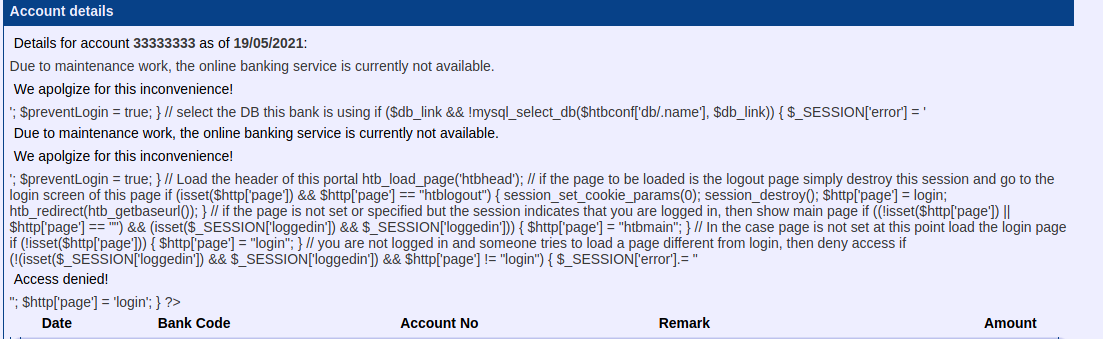 Account details
Details for account 33333333 as of 19/05/2021:
Due to maintenance work, the online banking service is currently not available.
We apolgize for this inconvenience!
'; $preventLogin = true; } // select the DB this bank is using if ($db_link && !mysql_select_db($htbconf['db/.name'], $db_link)) { $_SESSION['error'] = '
Due to maintenance work, the online banking service is currently not available.
We apolgize for this inconvenience!
'; $preventLogin = true; } // Load the header of this portal htb_load_page('htbhead'); // if the page to be loaded is the logout page simply destroy this session and go to the
login screen of this page if (isset($http['page']) && $http['page'] == "htblogout") { session_set_cookie_params(0); session_destroy(); $http['page'] = login;
htb_redirect(htb_getbaseurl()); } // if the page is not set or specified but the session indicates that you are logged in, then show main page if ((!isset($http['page']) ||
$http['page'] == "") && (isset($_SESSION['loggedin']) && $_SESSION['loggedin'])) { $http['page'] = "htbmain"; } // In the case page is not set at this point load the login page
if (!isset($http['page'])) { $http['page'] = "login"; } // you are not logged in and someone tries to load a page different from login, then deny access if
(!(isset($_SESSION['loggedin']) && $_SESSION['loggedin']) && $http['page'] != "login") { $_SESSION['error'].= "
Access denied!
"; $http['page'] = 'login'; } ?>
Date Bank Code Account No Remark Amount